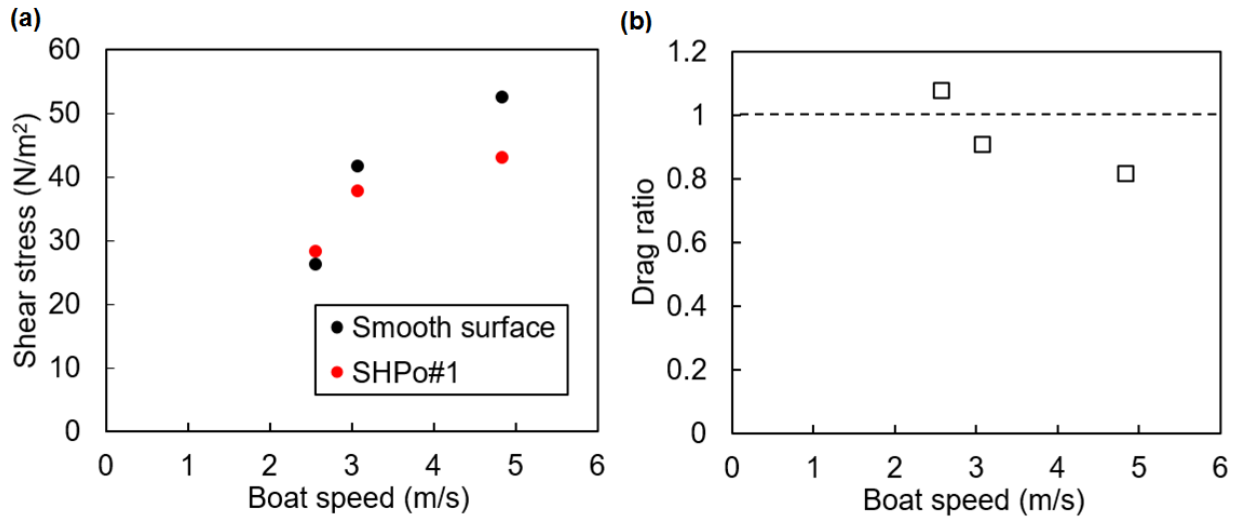 (a)
60
50
40
30
20
10
0
Shear stress (N/m²)
Smooth surface
SHPo#1
0 1 2 3 4 5 6
Boat speed (m/s)
(b)
1.2
1
0.8
0.6
0.4
0.2
0
Drag ratio
0 1 2 3 4 5 6
Boat speed (m/s)